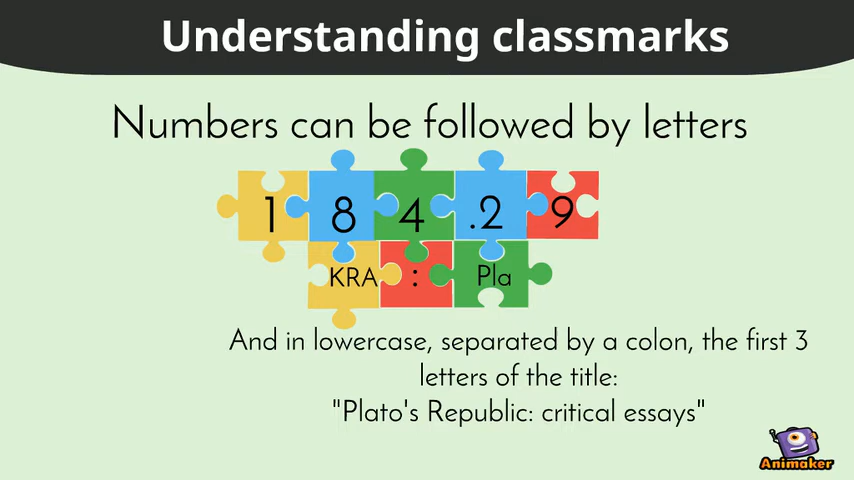 Understanding classmarks
Numbers can be followed by letters
1 8 4 .2 9
KRA : Pla
And in lowercase, separated by a colon, the first 3
letters of the title:
"Plato's Republic: critical essays"
Animaker